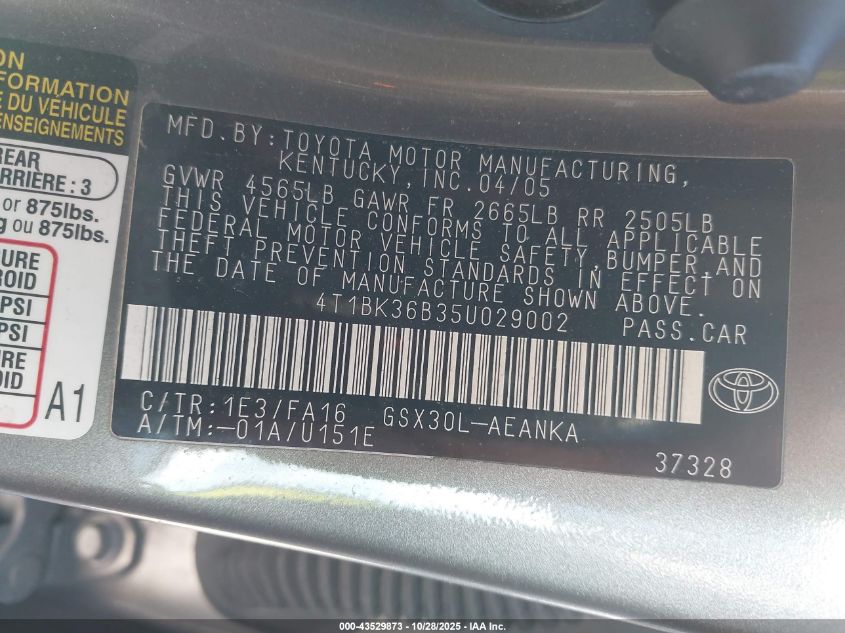 ON
FORMATION
E DU VÉHICULE
ENSEIGNEMENTS
REAR
ARRIÈRE : 3
or 875lbs.
g ou 875lbs.
URE
ROID
PSI
PSI
URE
OID
A1
MFD. BY:TOYOTA MOTOR MANUFACTURING,
KENTUCKY, INC. 04/05
GVWR 4565LB GAWR FR 2665LB RR 2505LB
THIS VEHICLE CONFORMS TO ALL APPLICABLE
FEDERAL MOTOR VEHICLE SAFETY,BUMPER,AND
THEFT PREVENTION STANDARDS IN EFFECT ON
THE DATE OF MANUFACTURE SHOWN ABOVE.
4T1BK36B35U029002 PASS.CAR
C/TR:1E3/FA16 GSX30L-AEANKA
A/TM:-01A/U151E
37328
000-43529873 | 10/28/2025 - IAA Inc.